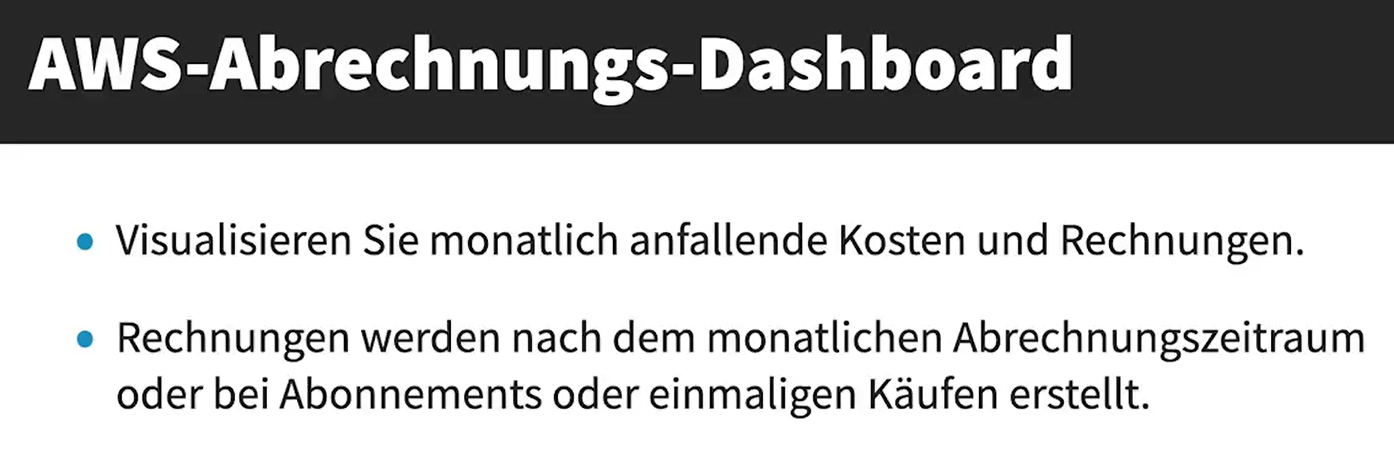 AWS-Abrechnungs-Dashboard
• Visualisieren Sie monatlich anfallende Kosten und Rechnungen.
• Rechnungen werden nach dem monatlichen Abrechnungszeitraum
oder bei Abonnements oder einmaligen Käufen erstellt.